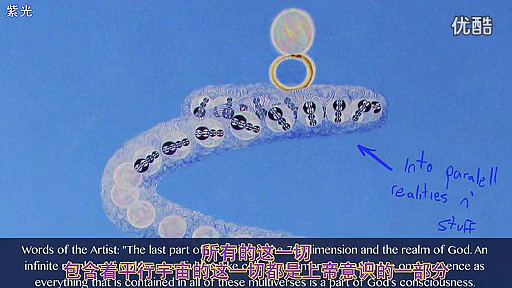 紫光
优酷
Into paralell
realities n'
stuff
Words of the Artist: "The last part of
dimension and the realm of God. An
所有的这一切
infinite
everything that is contained in all of these multiverses is a part of God's consciousness.
包含着平行宇宙的这一切都是上帝意识的一部分